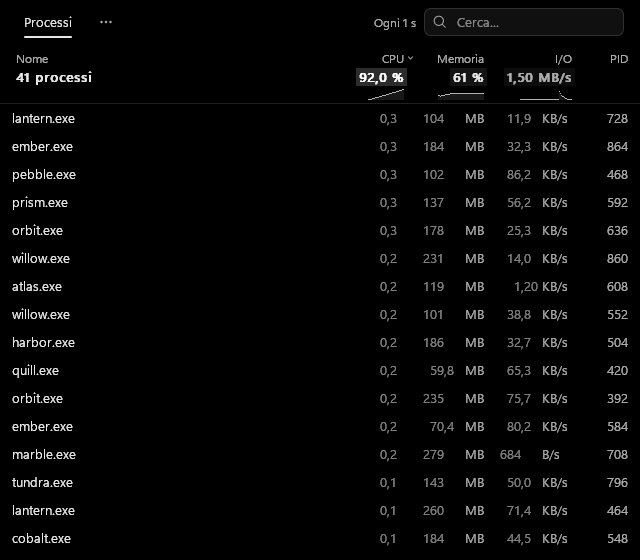 Processi ··· Ogni 1 s Cerca...
Nome CPU Memoria I/O PID
41 processi 92,0 % 61 % 1,50 MB/s
lantern.exe 0,3 104 MB 11,9 KB/s 728
ember.exe 0,3 184 MB 32,3 KB/s 864
pebble.exe 0,3 102 MB 86,2 KB/s 468
prism.exe 0,3 137 MB 56,2 KB/s 592
orbit.exe 0,3 178 MB 25,3 KB/s 636
willow.exe 0,2 231 MB 14,0 KB/s 860
atlas.exe 0,2 119 MB 1,20 KB/s 608
willow.exe 0,2 101 MB 38,8 KB/s 552
harbor.exe 0,2 186 MB 32,7 KB/s 504
quill.exe 0,2 59,8 MB 65,3 KB/s 420
orbit.exe 0,2 235 MB 75,7 KB/s 392
ember.exe 0,2 70,4 MB 80,2 KB/s 584
marble.exe 0,2 279 MB 684 B/s 708
tundra.exe 0,1 143 MB 50,0 KB/s 796
lantern.exe 0,1 260 MB 71,4 KB/s 464
cobalt.exe 0,1 184 MB 44,5 KB/s 548